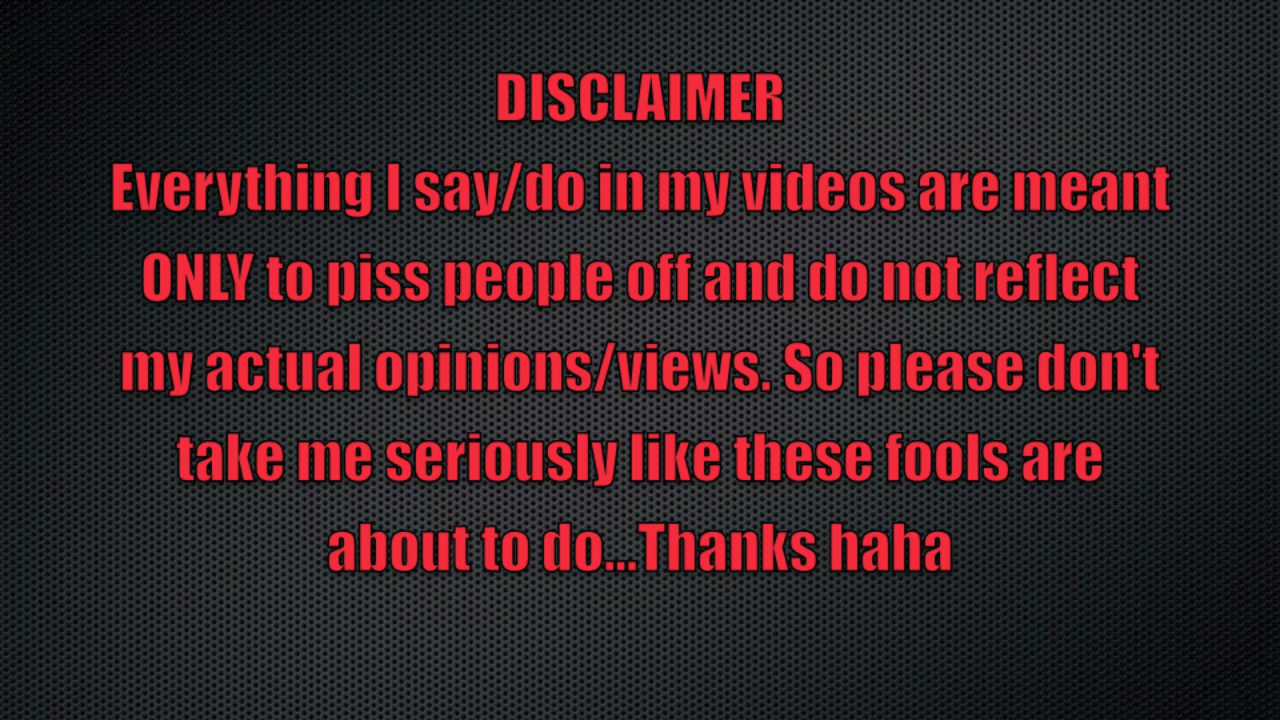 DISCLAIMER
Everything I say/do in my videos are meant
ONLY to piss people off and do not reflect
my actual opinions/views. So please don't
take me seriously like these fools are
about to do...Thanks haha